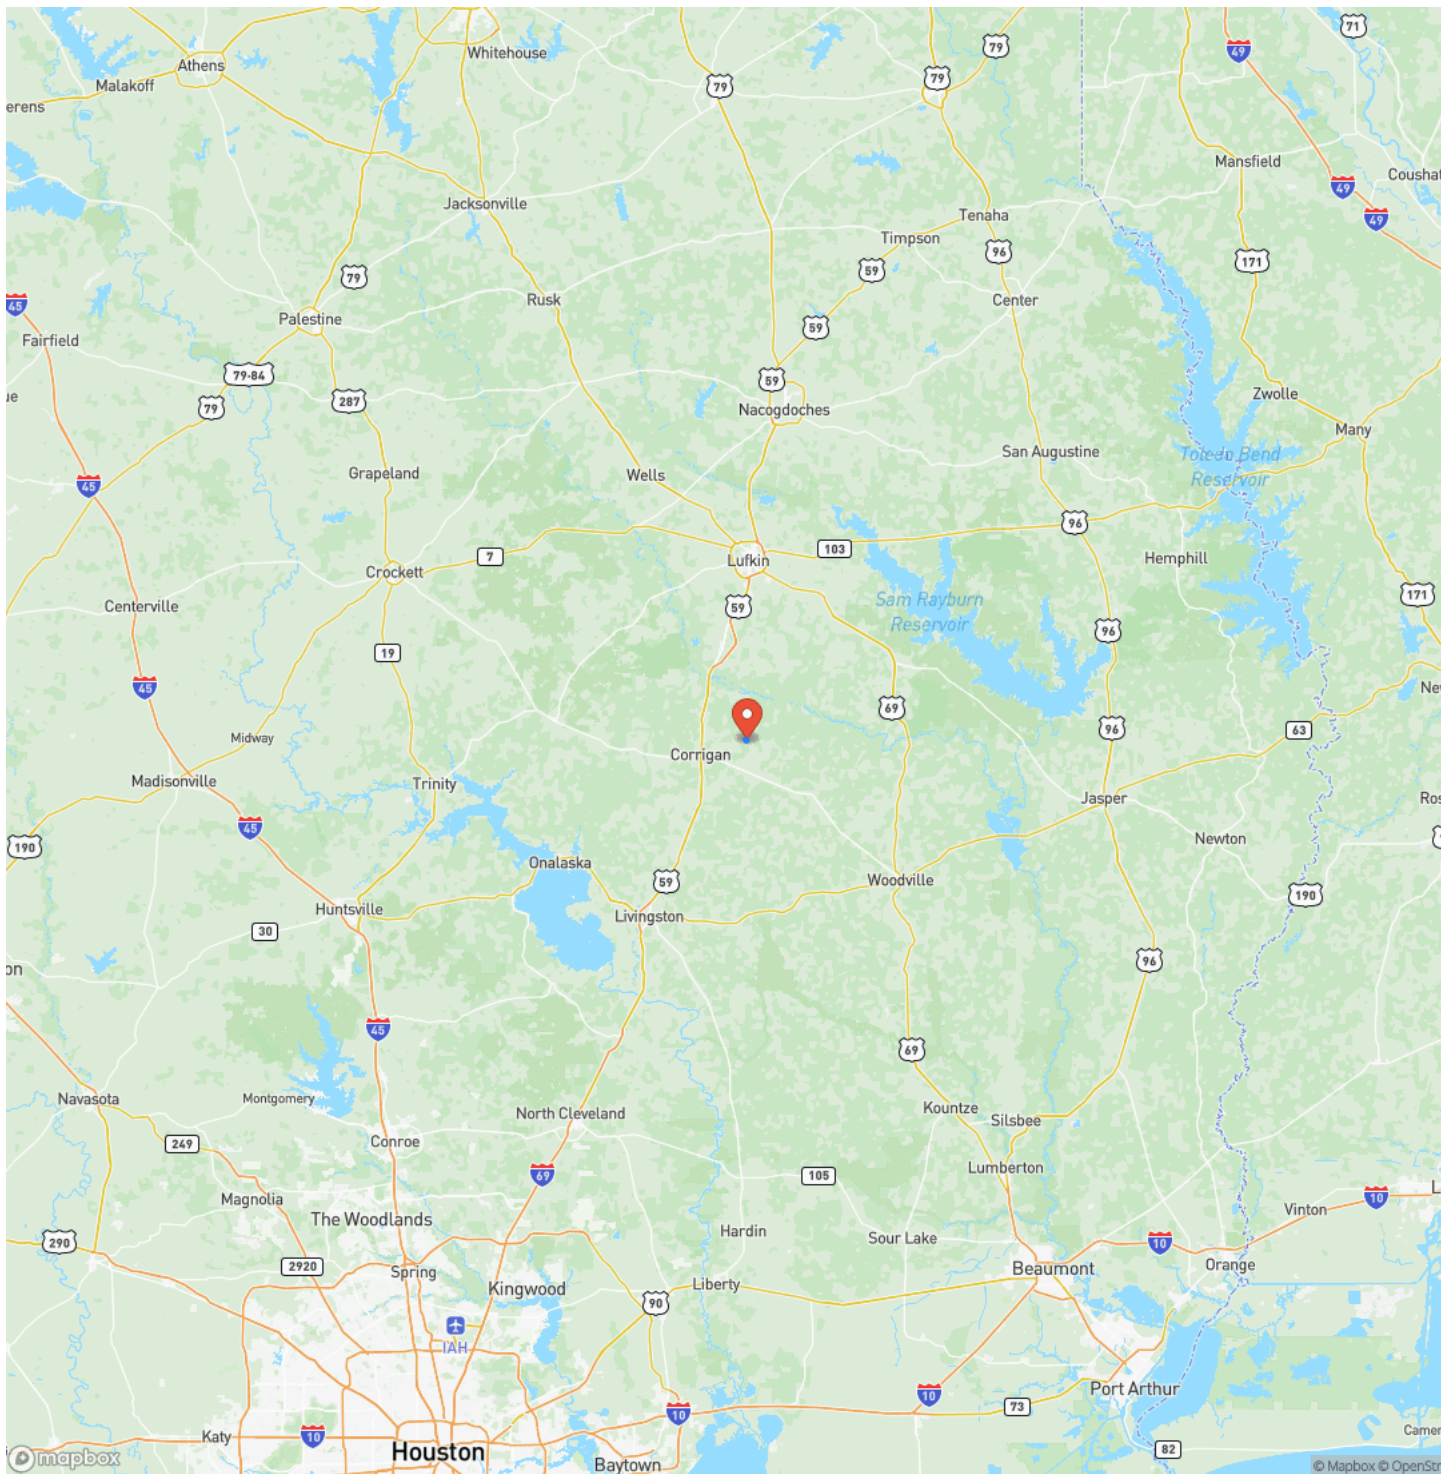 71
49
79
79
79
Whitehouse
Athens
Malakoff
erens
Mansfield
Coushat
49
49
Jacksonville
Tenaha
Timpson
96
171
59
79
45
Rusk
Center
Palestine
59
Fairfield
79-84
59
ue
79
287
Zwolle
Nacogdoches
Many
San Augustine
Toledo Bend
Reservoir
Grapeland
Wells
45
96
103
7
Lufkin
Hemphill
Crockett
Sam Rayburn
Reservoir
59
171
Centerville
96
19
45
Nev
69
96
63
Midway
Corrigan
Madisonville
Trinity
Jasper
Ros
45
190
Newton
Onalaska
59
Woodville
190
Huntsville
Livingston
30
on
96
45
69
Navasota
Montgomery
North Cleveland
Kountze
Silsbee
249
Conroe
69
105
Lumberton
Magnolia
10
The Woodlands
Vinton
Hardin
Sour Lake
290
10
2920
Spring
Beaumont
Orange
Kingwood
Liberty
90
IAH
Port Arthur
10
10
73
Katy
10
Camer
Houston
82
Baytown
mapbox
© Mapbox © OpenStr